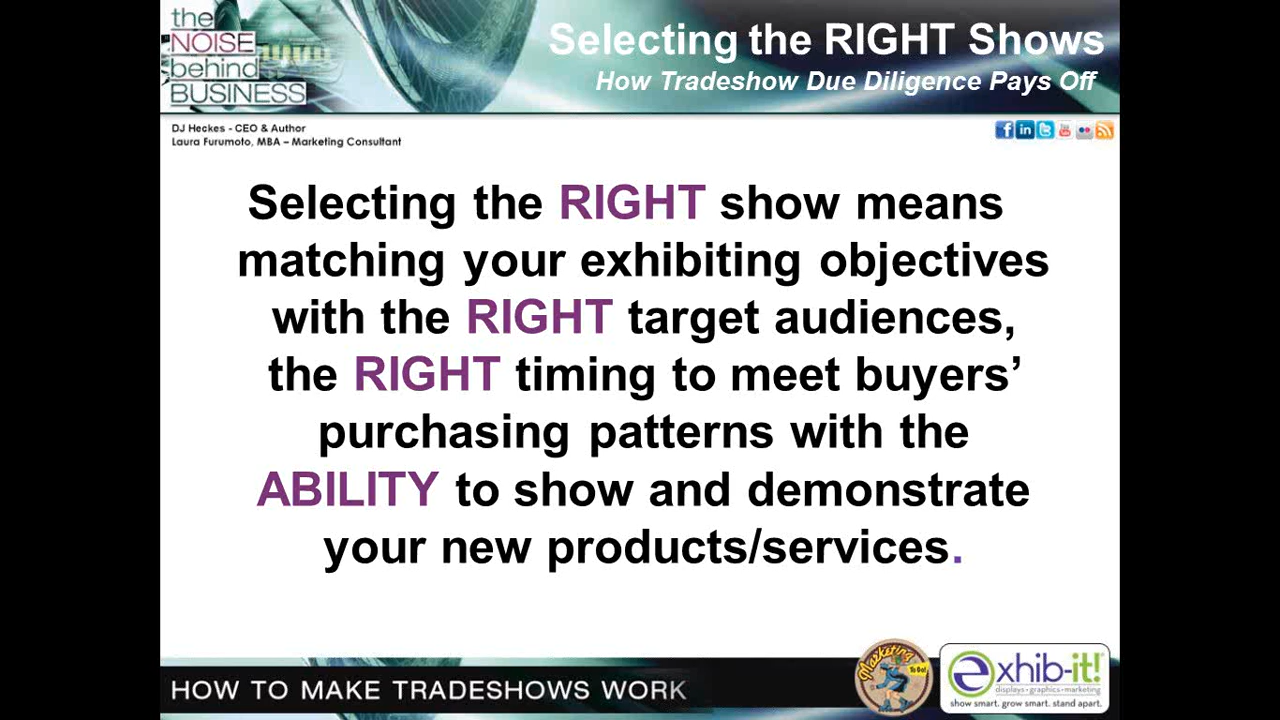 the
NOISE
behind
BUSINESS
Selecting the RIGHT Shows
How Tradeshow Due Diligence Pays Off
DJ Heckes - CEO & Author
Laura Furumoto, MBA – Marketing Consultant
Selecting the RIGHT show means
matching your exhibiting objectives
with the RIGHT target audiences,
the RIGHT timing to meet buyers’
purchasing patterns with the
ABILITY to show and demonstrate
your new products/services.
HOW TO MAKE TRADESHOWS WORK
Marketing
To Go!
exhib-it!
displays • graphics • marketing
show smart. grow smart. stand apart.